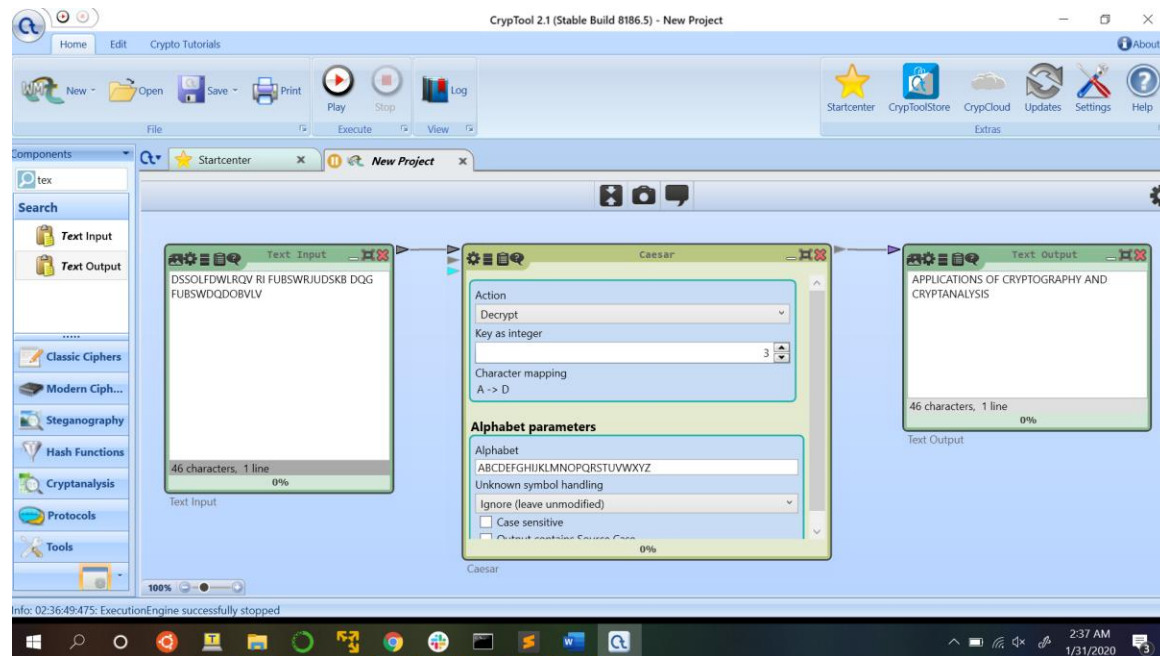 CrypTool 2.1 (Stable Build 8186.5) - New Project
Home Edit Crypto Tutorials About
New Open Save Print Play Stop Log Startcenter CrypToolStore CrypCloud Updates Settings Help
File Execute View Extras
Components Startcenter x New Project x
tex
Search
Text Input
Text Output
Text Input Caesar Text Output
DSSOLFDWLRQV RI FUBSWRJUDSKB DQG
FUBSWDQDOBVLV
Action
Decrypt
Key as integer
3
Character mapping
A -> D
APPLICATIONS OF CRYPTOGRAPHY AND
CRYPTANALYSIS
Classic Ciphers
Modern Ciph...
Steganography
Hash Functions
Cryptanalysis
Protocols
Tools
46 characters, 1 line
0%
Text Input
Alphabet parameters
Alphabet
ABCDEFGHIJKLMNOPQRSTUVWXYZ
Unknown symbol handling
Ignore (leave unmodified)
Case sensitive
Output contains Source Case
0%
Caesar
46 characters, 1 line
0%
Text Output
100%
Info: 02:36:49:475: ExecutionEngine successfully stopped
2:37 AM
1/31/2020
3